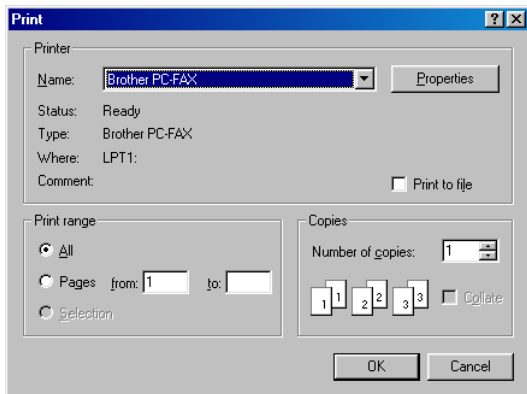 Print
Printer
Name: Brother PC-FAX Properties
Status: Ready
Type: Brother PC-FAX
Where: LPT1:
Comment: Print to file
Print range
All
Pages from: 1 to:
Selection
Copies
Number of copies: 1
1 1 2 2 3 3 Collate
OK Cancel